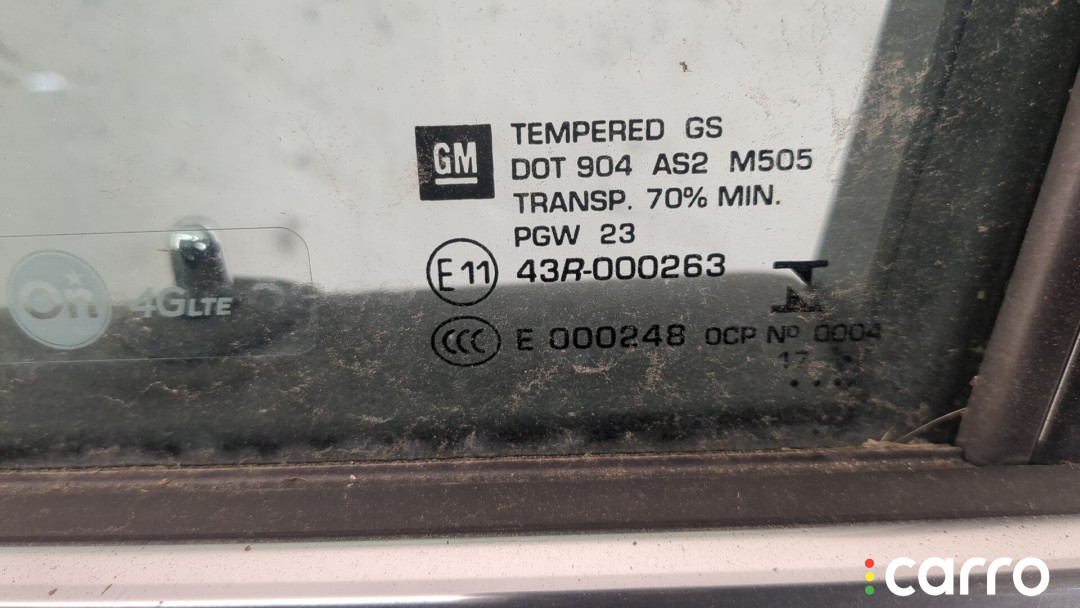 GM
TEMPERED GS
DOT 904 AS2 M505
TRANSP. 70% MIN.
PGW 23
E11 43R-000263
CCC E 000248 OCP Nº 0004
17
On 4GLTE
carro